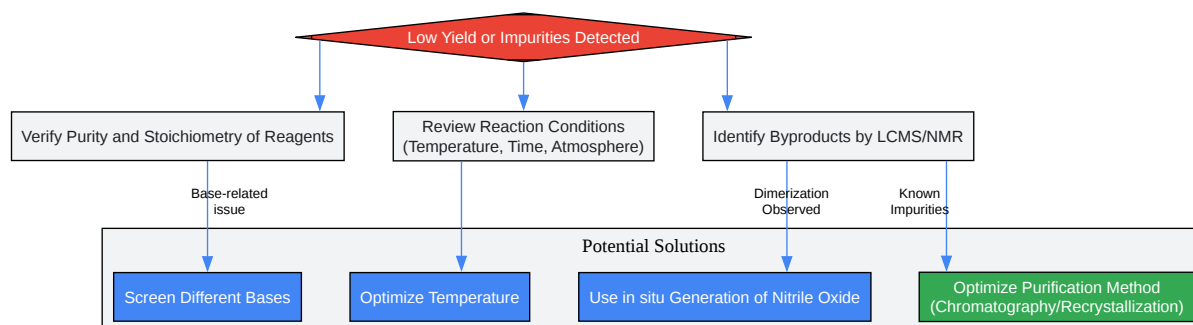 Low Yield or Impurities Detected
Verify Purity and Stoichiometry of Reagents
Review Reaction Conditions
(Temperature, Time, Atmosphere)
Identify Byproducts by LCMS/NMR
Base-related
issue
Dimerization
Observed
Known
Impurities
Potential Solutions
Screen Different Bases
Optimize Temperature
Use in situ Generation of Nitrile Oxide
Optimize Purification Method
(Chromatography/Recrystallization)